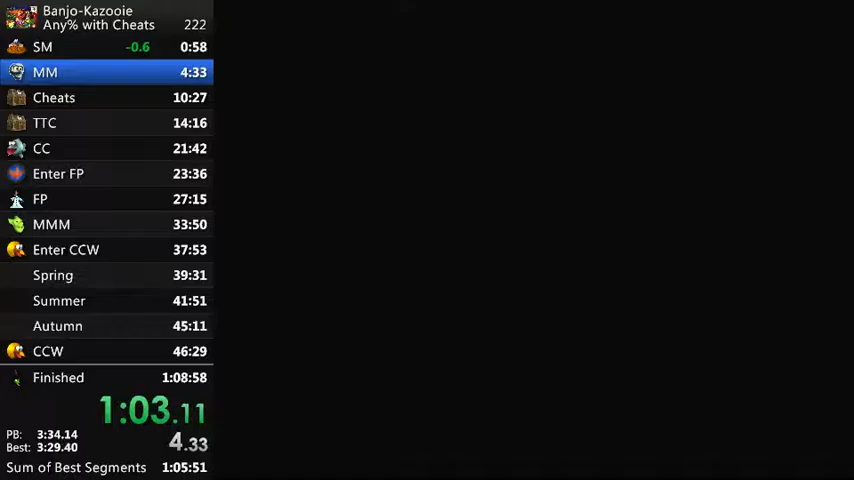 Banjo-Kazooie
Any% with Cheats 222
SM -0.6 0:58
MM 4:33
Cheats 10:27
TTC 14:16
CC 21:42
Enter FP 23:36
FP 27:15
MMM 33:50
Enter CCW 37:53
Spring 39:31
Summer 41:51
Autumn 45:11
CCW 46:29
Finished 1:08:58
1:03.11
PB: 3:34.14
4.33
Best: 3:29.40
Sum of Best Segments 1:05:51